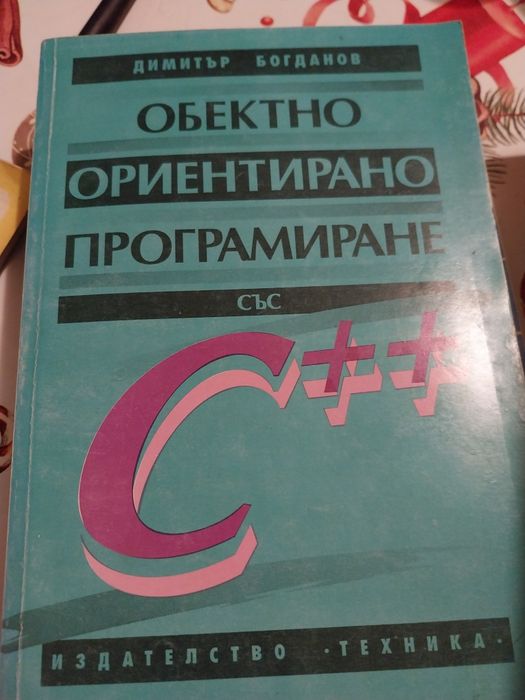 ДИМИТЪР БОГДАНОВ
ОБЕКТНО
ОРИЕНТИРАНО
ПРОГРАМИРАНЕ
СЪС
C++
ИЗДАТЕЛСТВО • ТЕХНИКА •